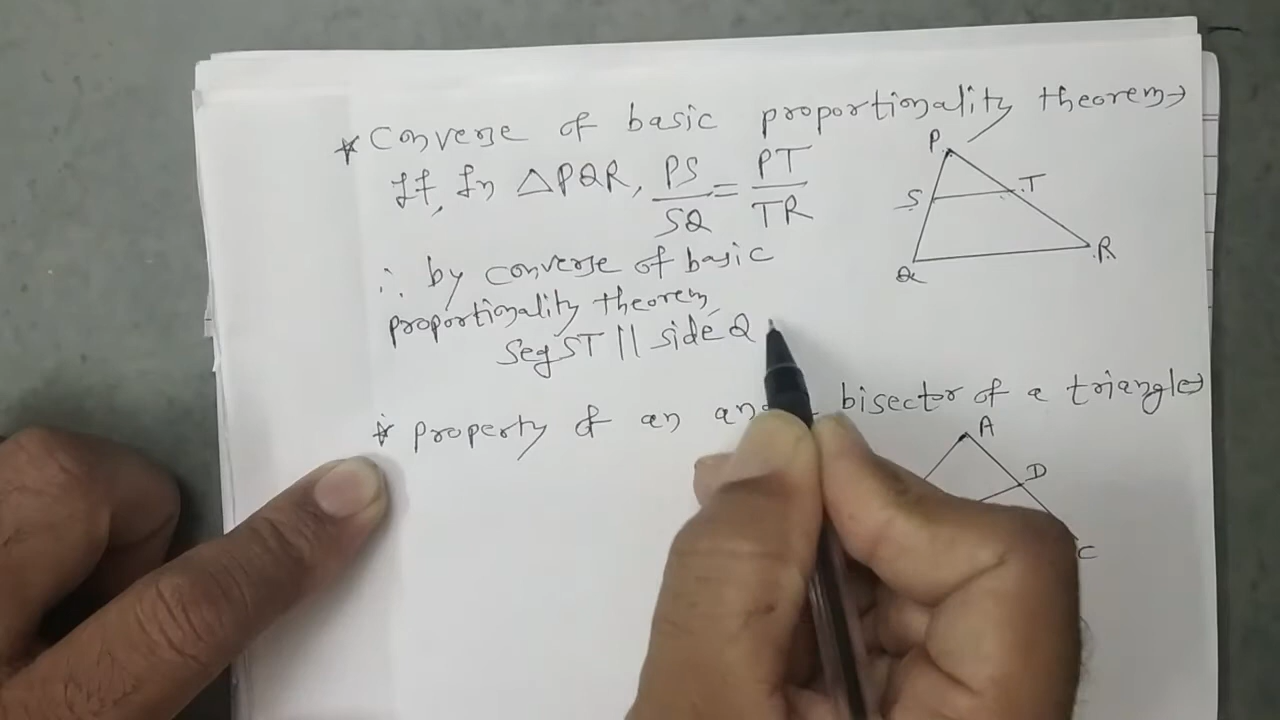 * Converse of basic proportionality theorem→
If, In △PQR, PS/SQ = PT/TR
∴ by converse of basic
proportionality theorem
seg ST || side Q
* property of an bisector of a triangle→
P
S
T
Q
R
A
D
C